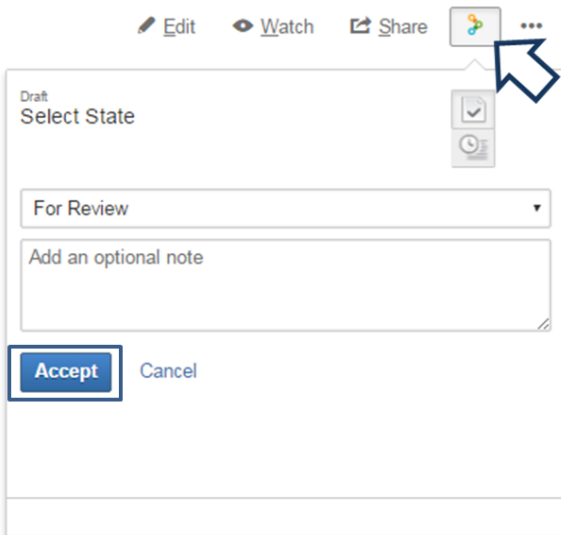 Edit Watch Share
Draft
Select State
For Review
Add an optional note
Accept Cancel